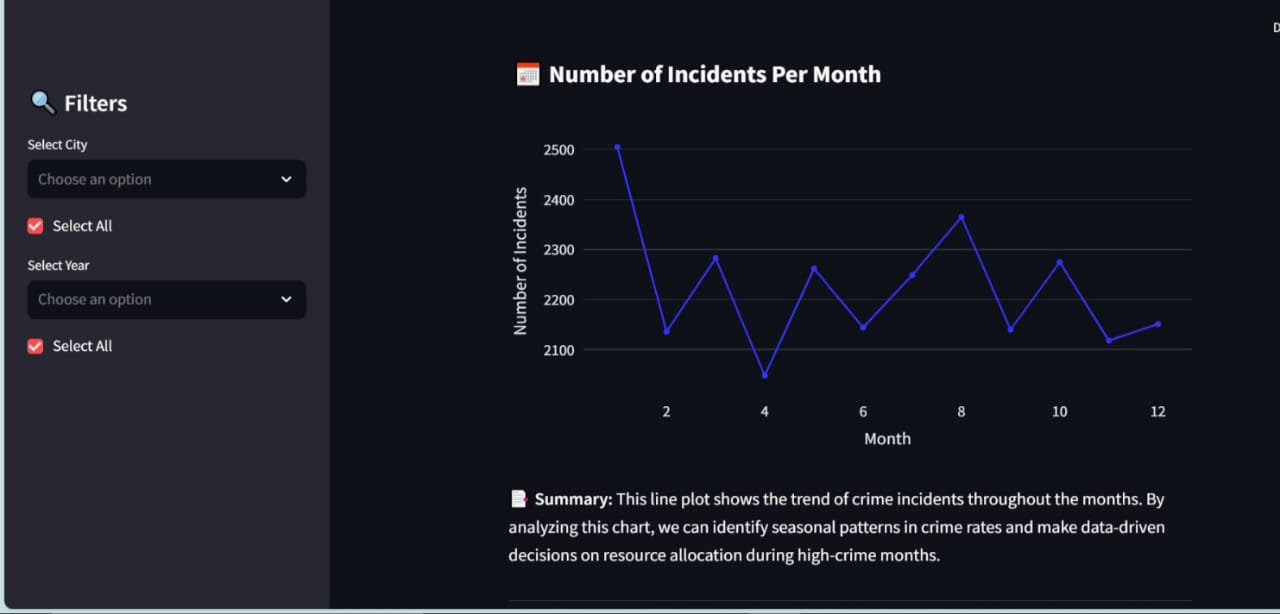 D
Number of Incidents Per Month
Filters
Select City
Choose an option
Select All
Select Year
Choose an option
Select All
Number of Incidents
2500
2400
2300
2200
2100
2 4 6 8 10 12
Month
Summary: This line plot shows the trend of crime incidents throughout the months. By
analyzing this chart, we can identify seasonal patterns in crime rates and make data-driven
decisions on resource allocation during high-crime months.